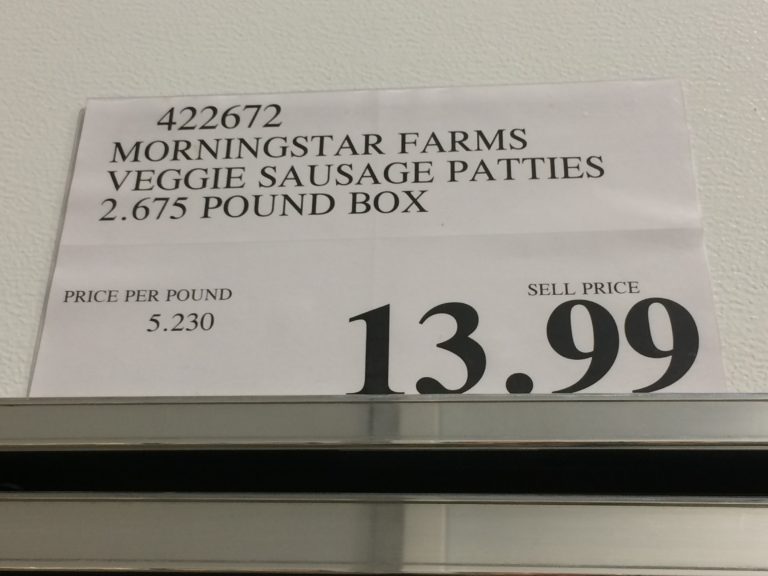 422672
MORNINGSTAR FARMS
VEGGIE SAUSAGE PATTIES
2.675 POUND BOX
PRICE PER POUND
5.230
SELL PRICE
13.99